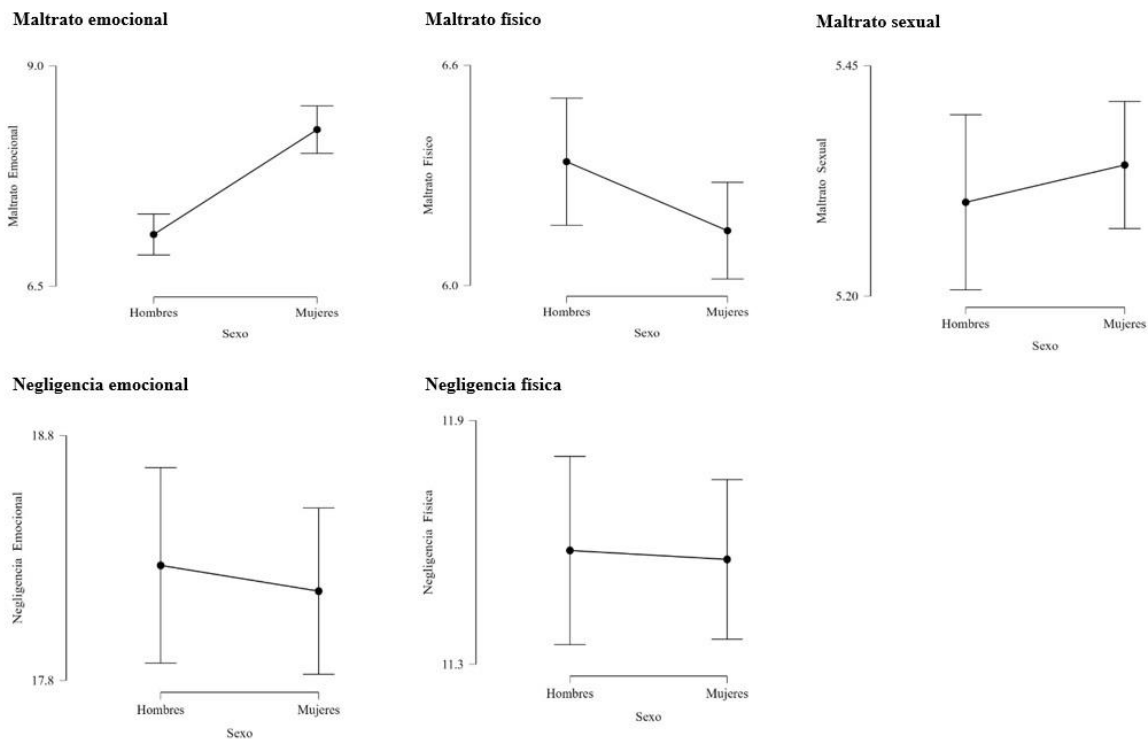 Maltrato emocional
9.0
Maltrato Emocional
6.5
Hombres
Mujeres
Sexo
Maltrato físico
6.6
Maltrato Físico
6.0
Hombres
Mujeres
Sexo
Maltrato sexual
5.45
Maltrato Sexual
5.20
Hombres
Mujeres
Sexo
Negligencia emocional
18.8
Negligencia Emocional
17.8
Hombres
Mujeres
Sexo
Negligencia física
11.9
Negligencia Física
11.3
Hombres
Mujeres
Sexo